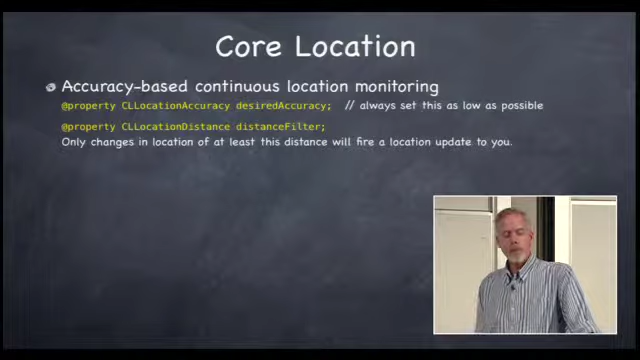 Core Location
Accuracy-based continuous location monitoring
@property CLLocationAccuracy desiredAccuracy; // always set this as low as possible
@property CLLocationDistance distanceFilter;
Only changes in location of at least this distance will fire a location update to you.